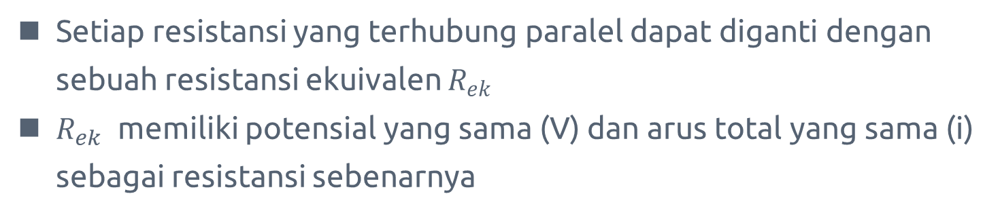 ■ Setiap resistansi yang terhubung paralel dapat diganti dengan
sebuah resistansi ekuivalen $R_{ek}$
■ $R_{ek}$ memiliki potensial yang sama (V) dan arus total yang sama (i)
sebagai resistansi sebenarnya